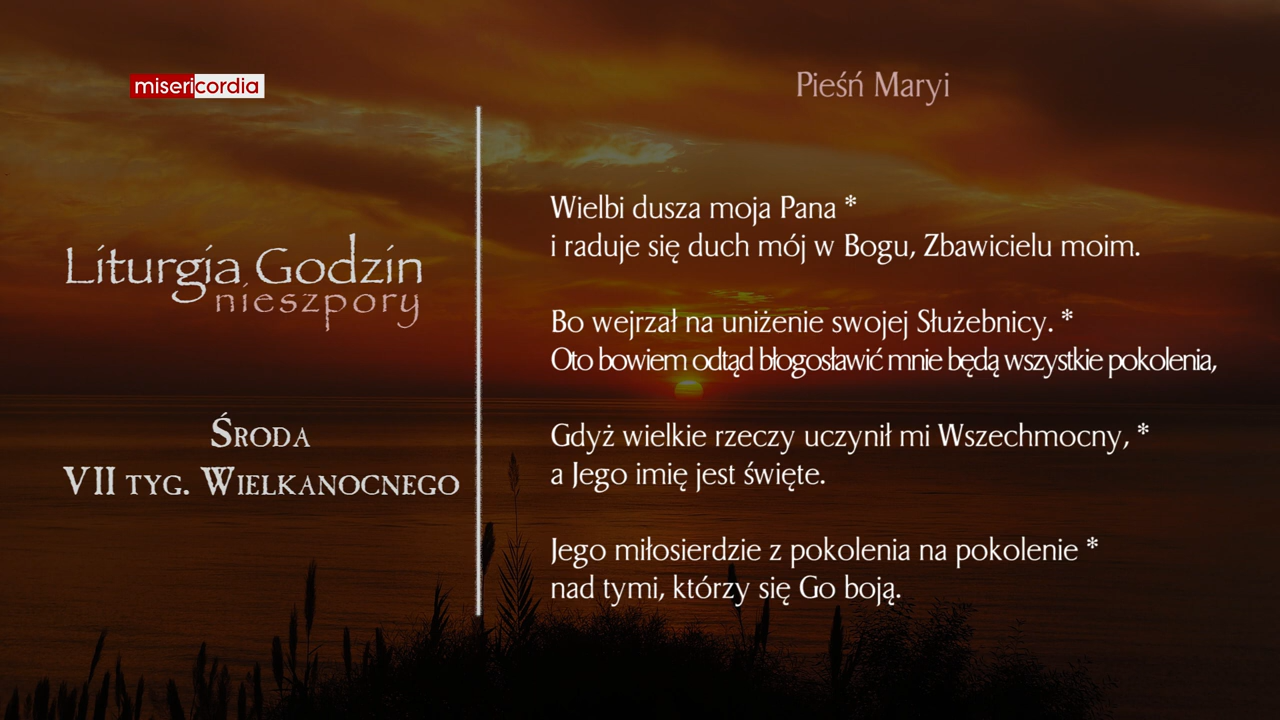 misericordia
Liturgia Godzin
nieszpory
Środa
VII tyg. Wielkanocnego
Pieśń Maryi
Wielbi dusza moja Pana *
i raduje się duch mój w Bogu, Zbawicielu moim.
Bo wejrzał na uniżenie swojej Służebnicy. *
Oto bowiem odtąd błogosławić mnie będą wszystkie pokolenia,
Gdyż wielkie rzeczy uczynił mi Wszechmocny, *
a Jego imię jest święte.
Jego miłosierdzie z pokolenia na pokolenie *
nad tymi, którzy się Go boją.